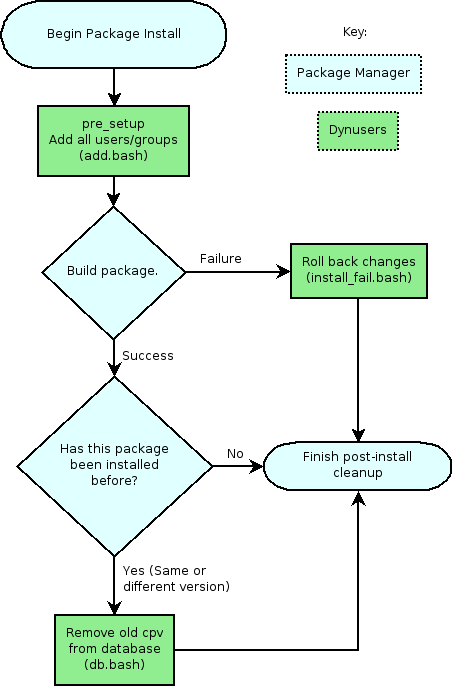 Begin Package Install
Key:
Package Manager
Dynusers
pre_setup
Add all users/groups
(add.bash)
Build package.
Failure
Roll back changes
(install_fail.bash)
Success
Has this package
been installed
before?
No
Finish post-install
cleanup
Yes (Same or
different version)
Remove old cpv
from database
(db.bash)